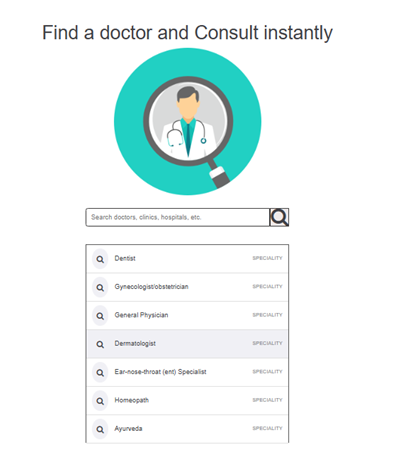 Find a doctor and Consult instantly
Search doctors, clinics, hospitals, etc.
Dentist SPECIALITY
Gynecologist/obstetrician SPECIALITY
General Physician SPECIALITY
Dermatologist SPECIALITY
Ear-nose-throat (ent) Specialist SPECIALITY
Homeopath SPECIALITY
Ayurveda SPECIALITY